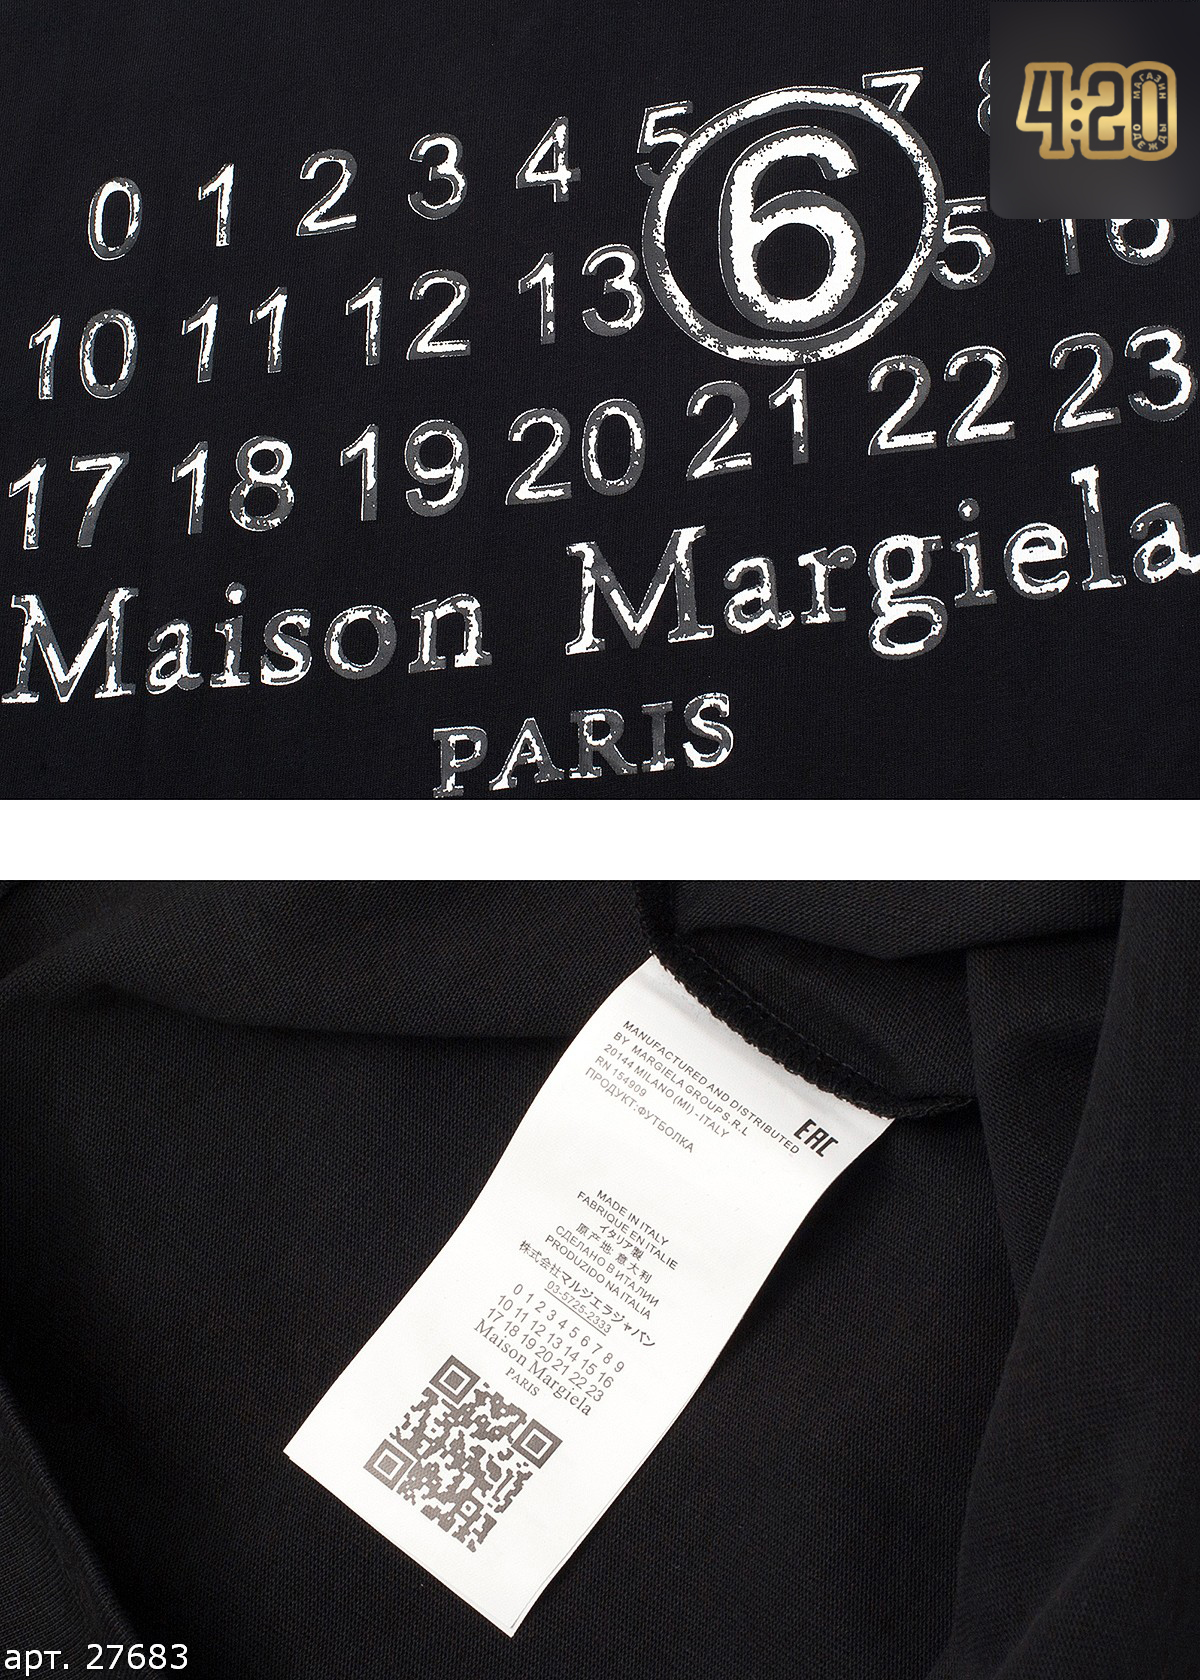 4:20
МАГАЗИН
ОДЕЖДЫ
0 1 2 3 4 5 6 7
10 11 12 13 15 16
17 18 19 20 21 22 23
Maison Margiela
PARIS
MANUFACTURED AND DISTRIBUTED
BY MARGIELA GROUP S.R.L
20144 MILANO (MI) -ITALY
RN 154909
ПРОДУКТ:ФУТБОЛКА
EAC
MADE IN ITALY
FABRIQUE EN ITALIE
イタリア製
原产地: 意大利
СДЕЛАНО В ИТАЛИИ
PRODUZIDO NA ITALIA
株式会社マルジエラジャパン
03-5725-2333
0 1 2 3 4 5 6 7 8 9
10 11 12 13 14 15 16
17 18 19 20 21 22 23
Maison Margiela
PARIS
арт. 27683